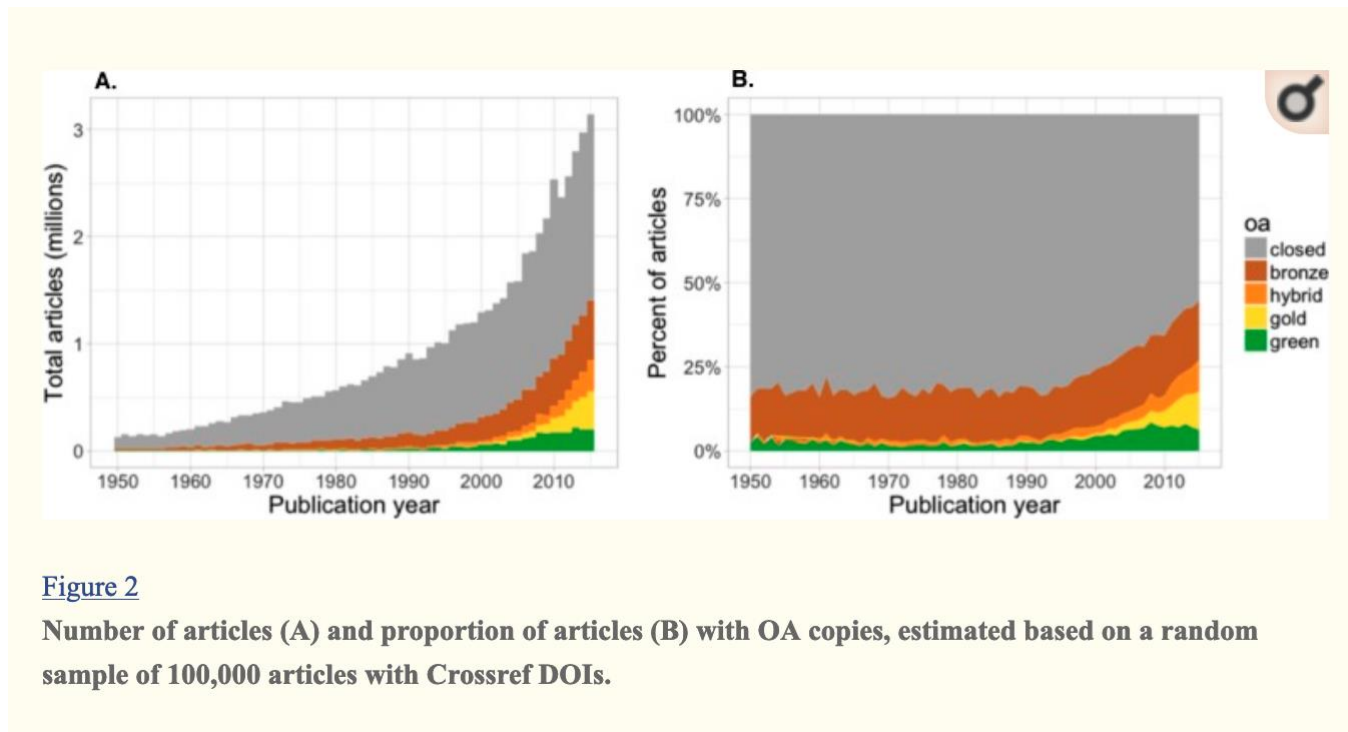 A.
Total articles (millions)
3
2
1
0
1950 1960 1970 1980 1990 2000 2010
Publication year
B.
Percent of articles
100%
75%
50%
25%
0%
1950 1960 1970 1980 1990 2000 2010
Publication year
oa
closed
bronze
hybrid
gold
green
Figure 2
Number of articles (A) and proportion of articles (B) with OA copies, estimated based on a random
sample of 100,000 articles with Crossref DOIs.